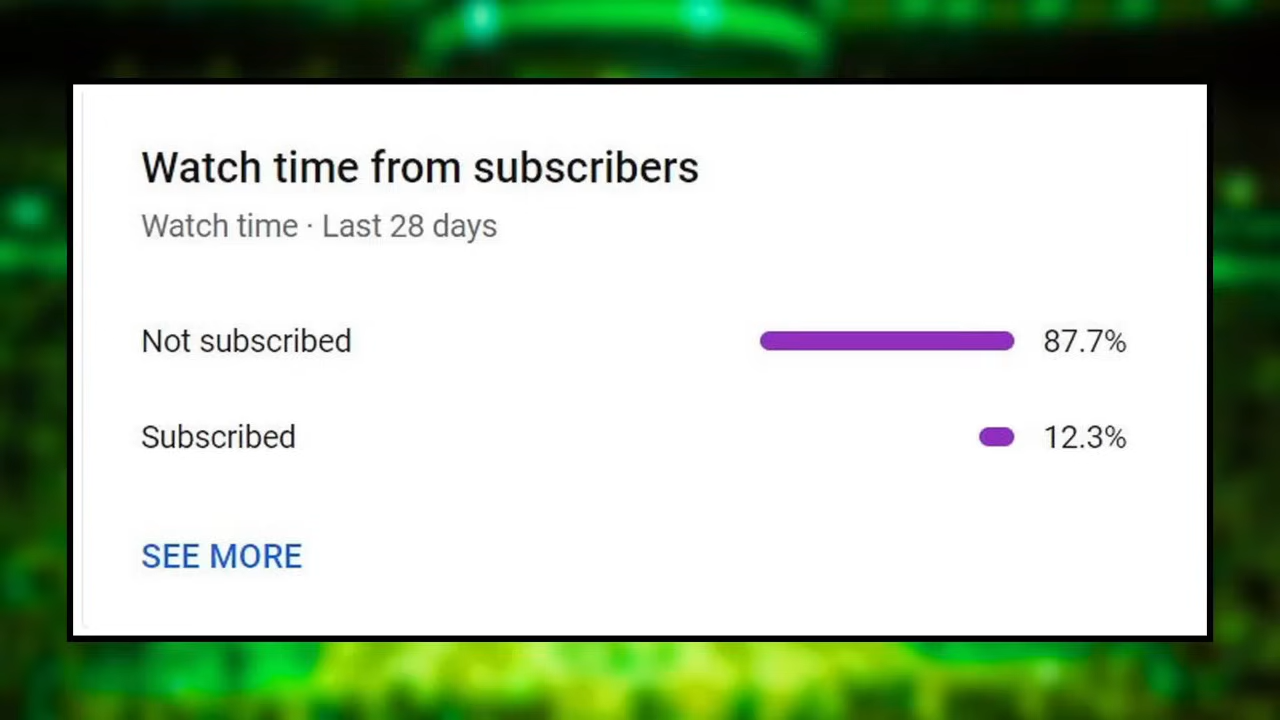 Watch time from subscribers
Watch time · Last 28 days
Not subscribed 87.7%
Subscribed 12.3%
SEE MORE